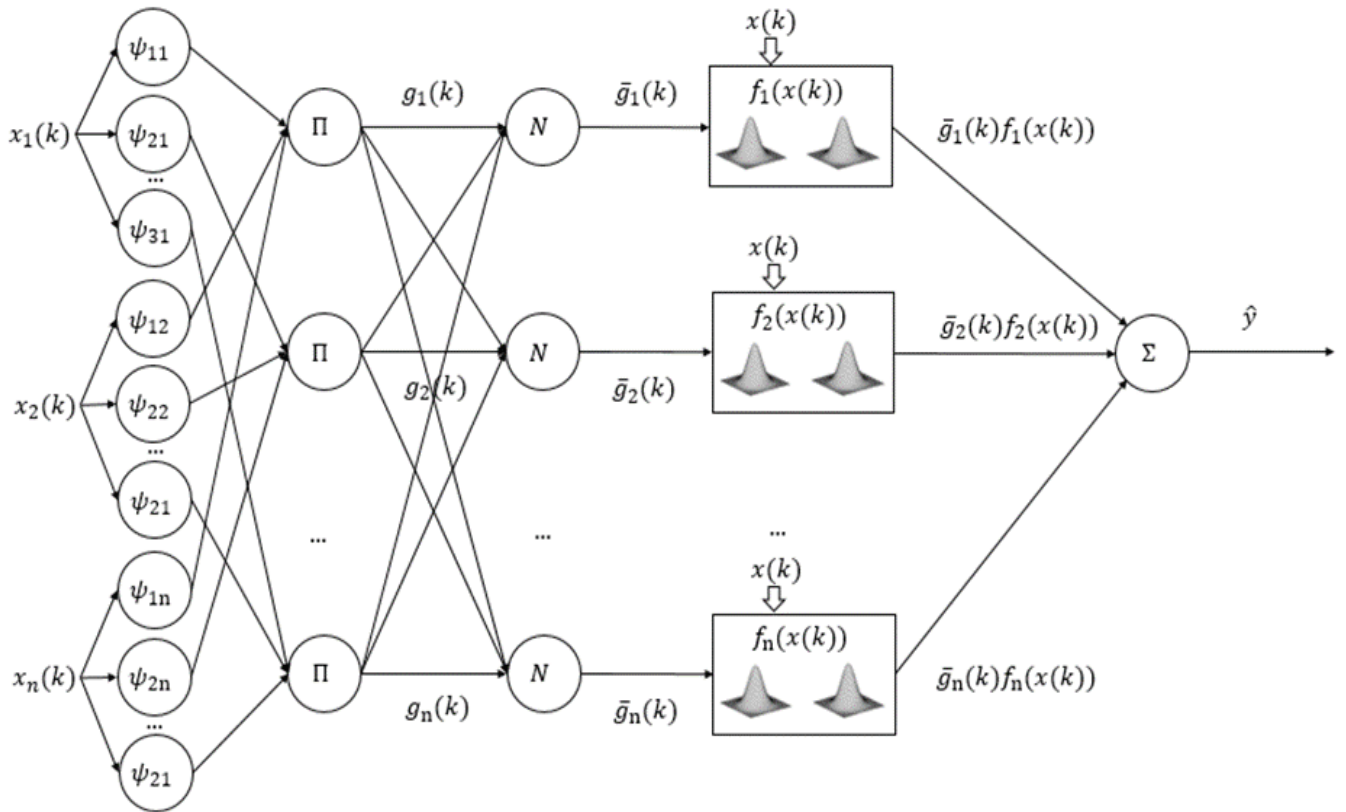 x₁(k)
ψ₁₁
ψ₂₁
...
ψ₃₁
x₂(k)
ψ₁₂
ψ₂₂
...
ψ₂₁
xₙ(k)
ψ₁ₙ
ψ₂ₙ
...
ψ₂₁
Π
Π
...
Π
g₁(k)
g₂(k)
gₙ(k)
N
N
...
N
ḡ₁(k)
ḡ₂(k)
ḡₙ(k)
x(k)
f₁(x(k))
x(k)
f₂(x(k))
...
x(k)
fₙ(x(k))
ḡ₁(k)f₁(x(k))
ḡ₂(k)f₂(x(k))
ḡₙ(k)fₙ(x(k))
Σ
ŷ